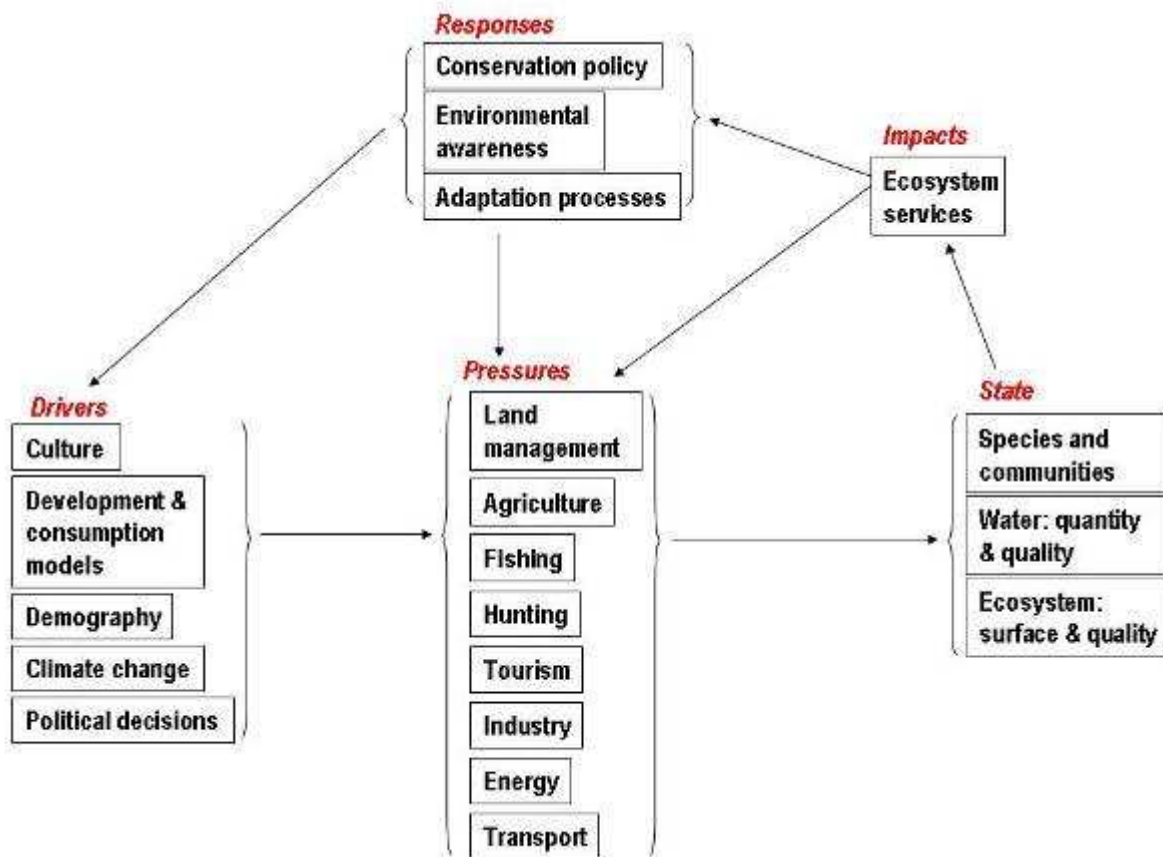 Responses
Conservation policy
Environmental
awareness
Adaptation processes
Impacts
Ecosystem
services
Drivers
Culture
Development &
consumption
models
Demography
Climate change
Political decisions
Pressures
Land
management
Agriculture
Fishing
Hunting
Tourism
Industry
Energy
Transport
State
Species and
communities
Water: quantity
& quality
Ecosystem:
surface & quality